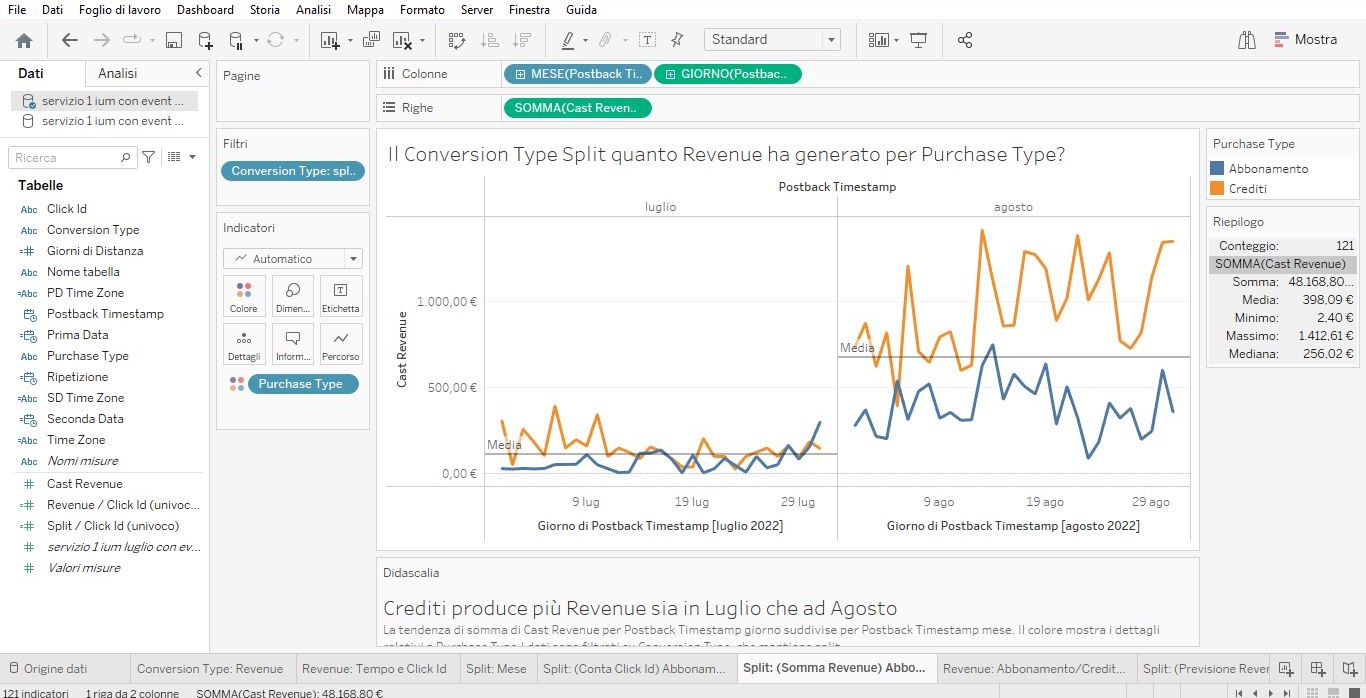 File Dati Foglio di lavoro Dashboard Storia Analisi Mappa Formato Server Finestra Guida
Standard
Mostra
Dati
Analisi
servizio 1 ium con event ...
servizio 1 ium con event ...
Ricerca
Tabelle
Abc Click Id
Abc Conversion Type
=# Giorni di Distanza
Abc Nome tabella
=Abc PD Time Zone
Postback Timestamp
Prima Data
Abc Purchase Type
Ripetizione
=Abc SD Time Zone
Seconda Data
=Abc Time Zone
Abc Nomi misure
# Cast Revenue
=# Revenue / Click Id (univoc...
=# Split / Click Id (univoco)
# servizio 1 ium luglio con ev...
# Valori misure
Pagine
Filtri
Conversion Type: spl..
Indicatori
Automatico
Colore
Dimen...
Etichetta
Dettagli
Inform...
Percorso
Purchase Type
Colonne
MESE(Postback Ti..
GIORNO(Postbac..
Righe
SOMMA(Cast Reven..
Il Conversion Type Split quanto Revenue ha generato per Purchase Type?
Postback Timestamp
luglio
agosto
Cast Revenue
1.000,00 €
500,00 €
0,00 €
Media
Media
9 lug
19 lug
29 lug
9 ago
19 ago
29 ago
Giorno di Postback Timestamp [luglio 2022]
Giorno di Postback Timestamp [agosto 2022]
Didascalia
Crediti produce più Revenue sia in Luglio che ad Agosto
La tendenza di somma di Cast Revenue per Postback Timestamp giorno suddivise per Postback Timestamp mese. Il colore mostra i dettagli
relativi a Purchase Type. I dati sono filtrati su Conversion Type, che mantiene split.
Purchase Type
Abbonamento
Crediti
Riepilogo
Conteggio: 121
SOMMA(Cast Revenue)
Somma: 48.168,80...
Media: 398,09 €
Minimo: 2,40 €
Massimo: 1.412,61 €
Mediana: 256,02 €
Origine dati
Conversion Type: Revenue
Revenue: Tempo e Click Id
Split: Mese
Split: (Conta Click Id) Abbonam...
Split: (Somma Revenue) Abbo...
Revenue: Abbonamento/Credit...
Split: (Previsione Rever
121 indicatori
1 riga da 2 colonne
SOMMA(Cast Revenue): 48.168,80 €